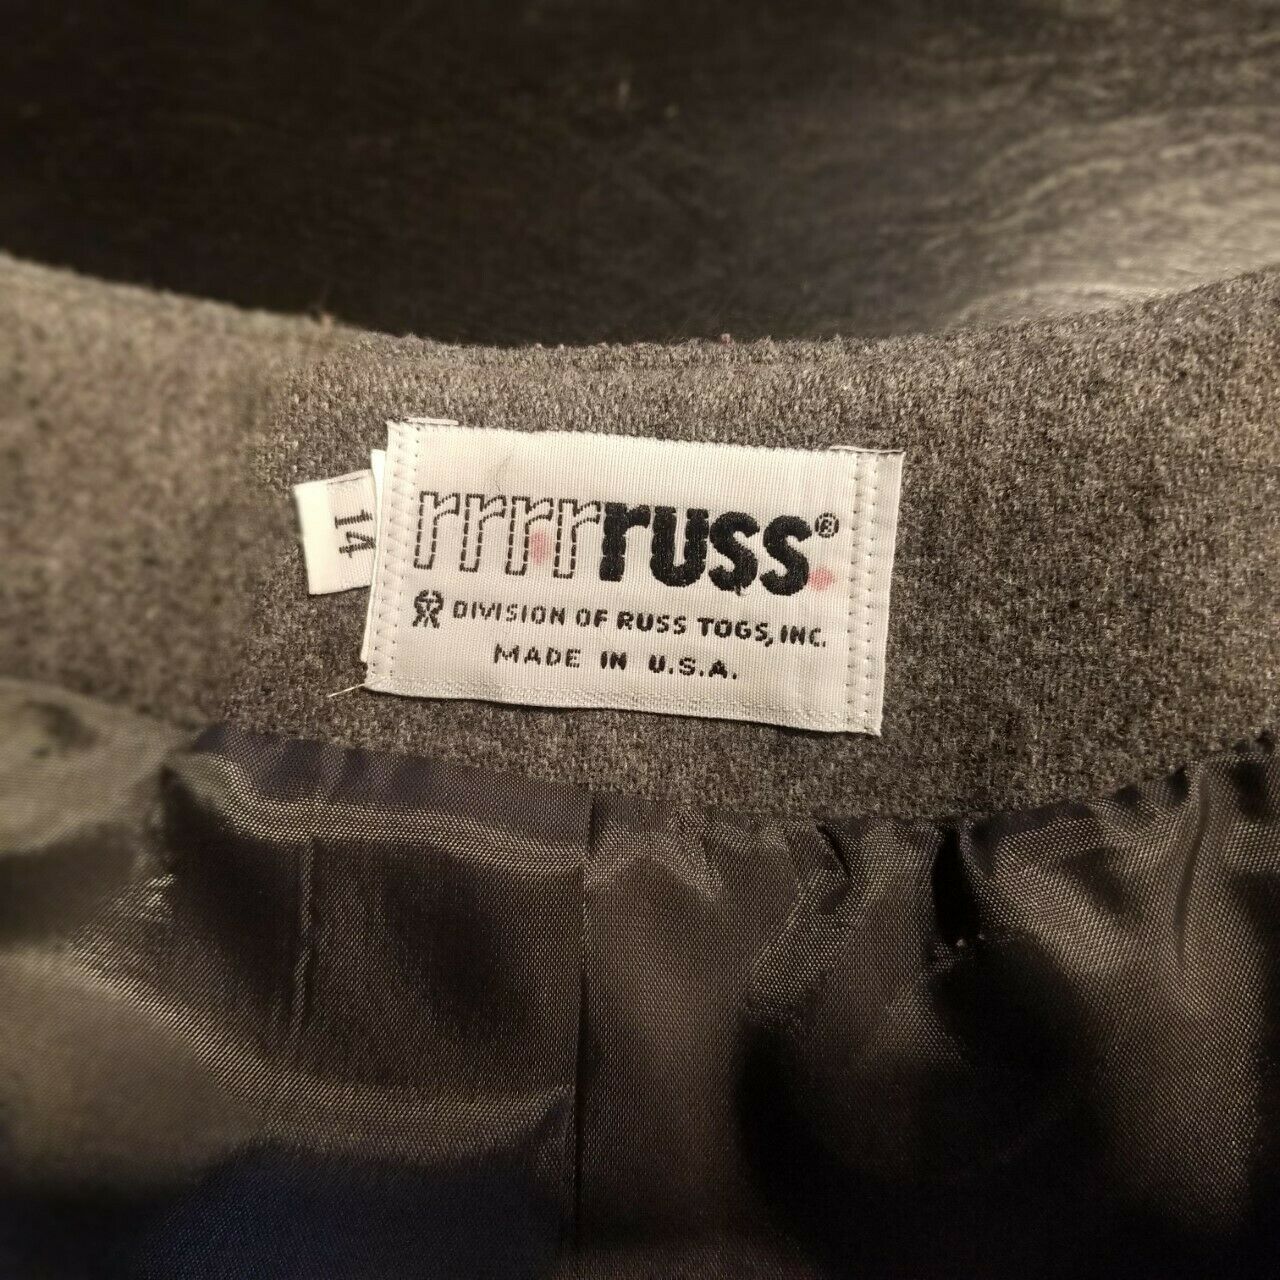 14
rrrrruss®
DIVISION OF RUSS TOGS, INC.
MADE IN U.S.A.